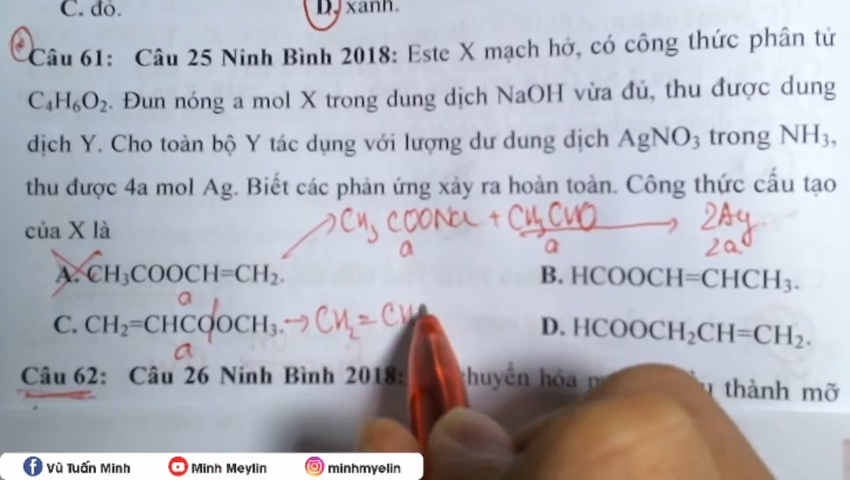 C. đỏ. D. xanh.
Câu 61: Câu 25 Ninh Bình 2018: Este X mạch hở, có công thức phân tử
C₄H₆O₂. Đun nóng a mol X trong dung dịch NaOH vừa đủ, thu được dung
dịch Y. Cho toàn bộ Y tác dụng với lượng dư dung dịch AgNO₃ trong NH₃,
thu được 4a mol Ag. Biết các phản ứng xảy ra hoàn toàn. Công thức cấu tạo
của X là
CH₃COONa + CH₃CHO → 2Ag
a a 2a
A. CH₃COOCH=CH₂. B. HCOOCH=CHCH₃.
a
C. CH₂=CHCOOCH₃. → CH₂=CH D. HCOOCH₂CH=CH₂.
a
Câu 62: Câu 26 Ninh Bình 2018: huyển hóa thành mỡ
Vũ Tuấn Minh Minh Meylin minhmyelin